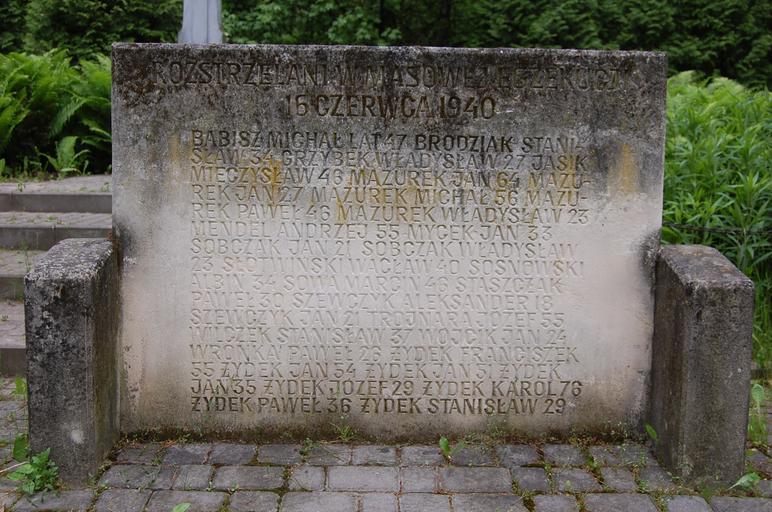 ROZSTRZELANI W MASOWEJ EGZEKUCJI
15 CZERWCA 1940
BABISZ MICHAŁ LAT 47 BRODZIAK STANI-
SŁAW 34 GRZYBEK WŁADYSŁAW 27 JASIK
MIECZYSŁAW 46 MAZUREK JAN 64 MAZU-
REK JAN 27 MAZUREK MICHAŁ 56 MAZU-
REK PAWEŁ 46 MAZUREK WŁADYSŁAW 23
MENDEL ANDRZEJ 55 MYCEK JAN 33
SOBCZAK JAN 21 SOBCZAK WŁADYSŁAW
23 SŁOTWIŃSKI WACŁAW 40 SOSNOWSKI
ALBIN 34 SOWA MARCIN 46 STASZCZAK
PAWEŁ 30 SZEWCZYK ALEKSANDER 18
SZEWCZYK JAN 21 TROJNARA JÓZEF 55
WILCZEK STANISŁAW 37 WÓJCIK JAN 24
WRONKA PAWEŁ 26 ŻYDEK FRANCISZEK
55 ŻYDEK JAN 54 ŻYDEK JAN 51 ŻYDEK
JAN 35 ŻYDEK JÓZEF 29 ŻYDEK KAROL 76
ŻYDEK PAWEŁ 36 ŻYDEK STANISŁAW 29